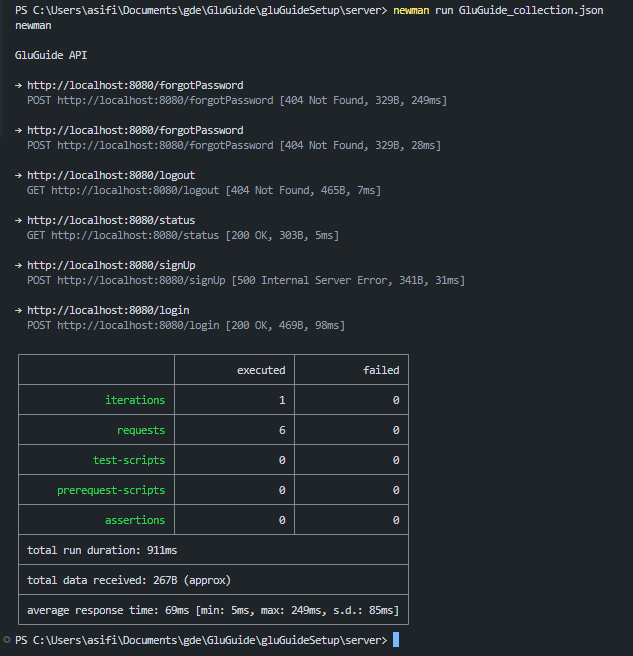 PS C:\Users\asifi\Documents\gde\GluGuide\gluGuideSetup\server> newman run GluGuide_collection.json
newman
GluGuide API
→ http://localhost:8080/forgotPassword
POST http://localhost:8080/forgotPassword [404 Not Found, 329B, 249ms]
→ http://localhost:8080/forgotPassword
POST http://localhost:8080/forgotPassword [404 Not Found, 329B, 28ms]
→ http://localhost:8080/logout
GET http://localhost:8080/logout [404 Not Found, 465B, 7ms]
→ http://localhost:8080/status
GET http://localhost:8080/status [200 OK, 303B, 5ms]
→ http://localhost:8080/signUp
POST http://localhost:8080/signUp [500 Internal Server Error, 341B, 31ms]
→ http://localhost:8080/login
POST http://localhost:8080/login [200 OK, 469B, 98ms]
executed failed
iterations 1 0
requests 6 0
test-scripts 0 0
prerequest-scripts 0 0
assertions 0 0
total run duration: 911ms
total data received: 267B (approx)
average response time: 69ms [min: 5ms, max: 249ms, s.d.: 85ms]
PS C:\Users\asifi\Documents\gde\GluGuide\gluGuideSetup\server>